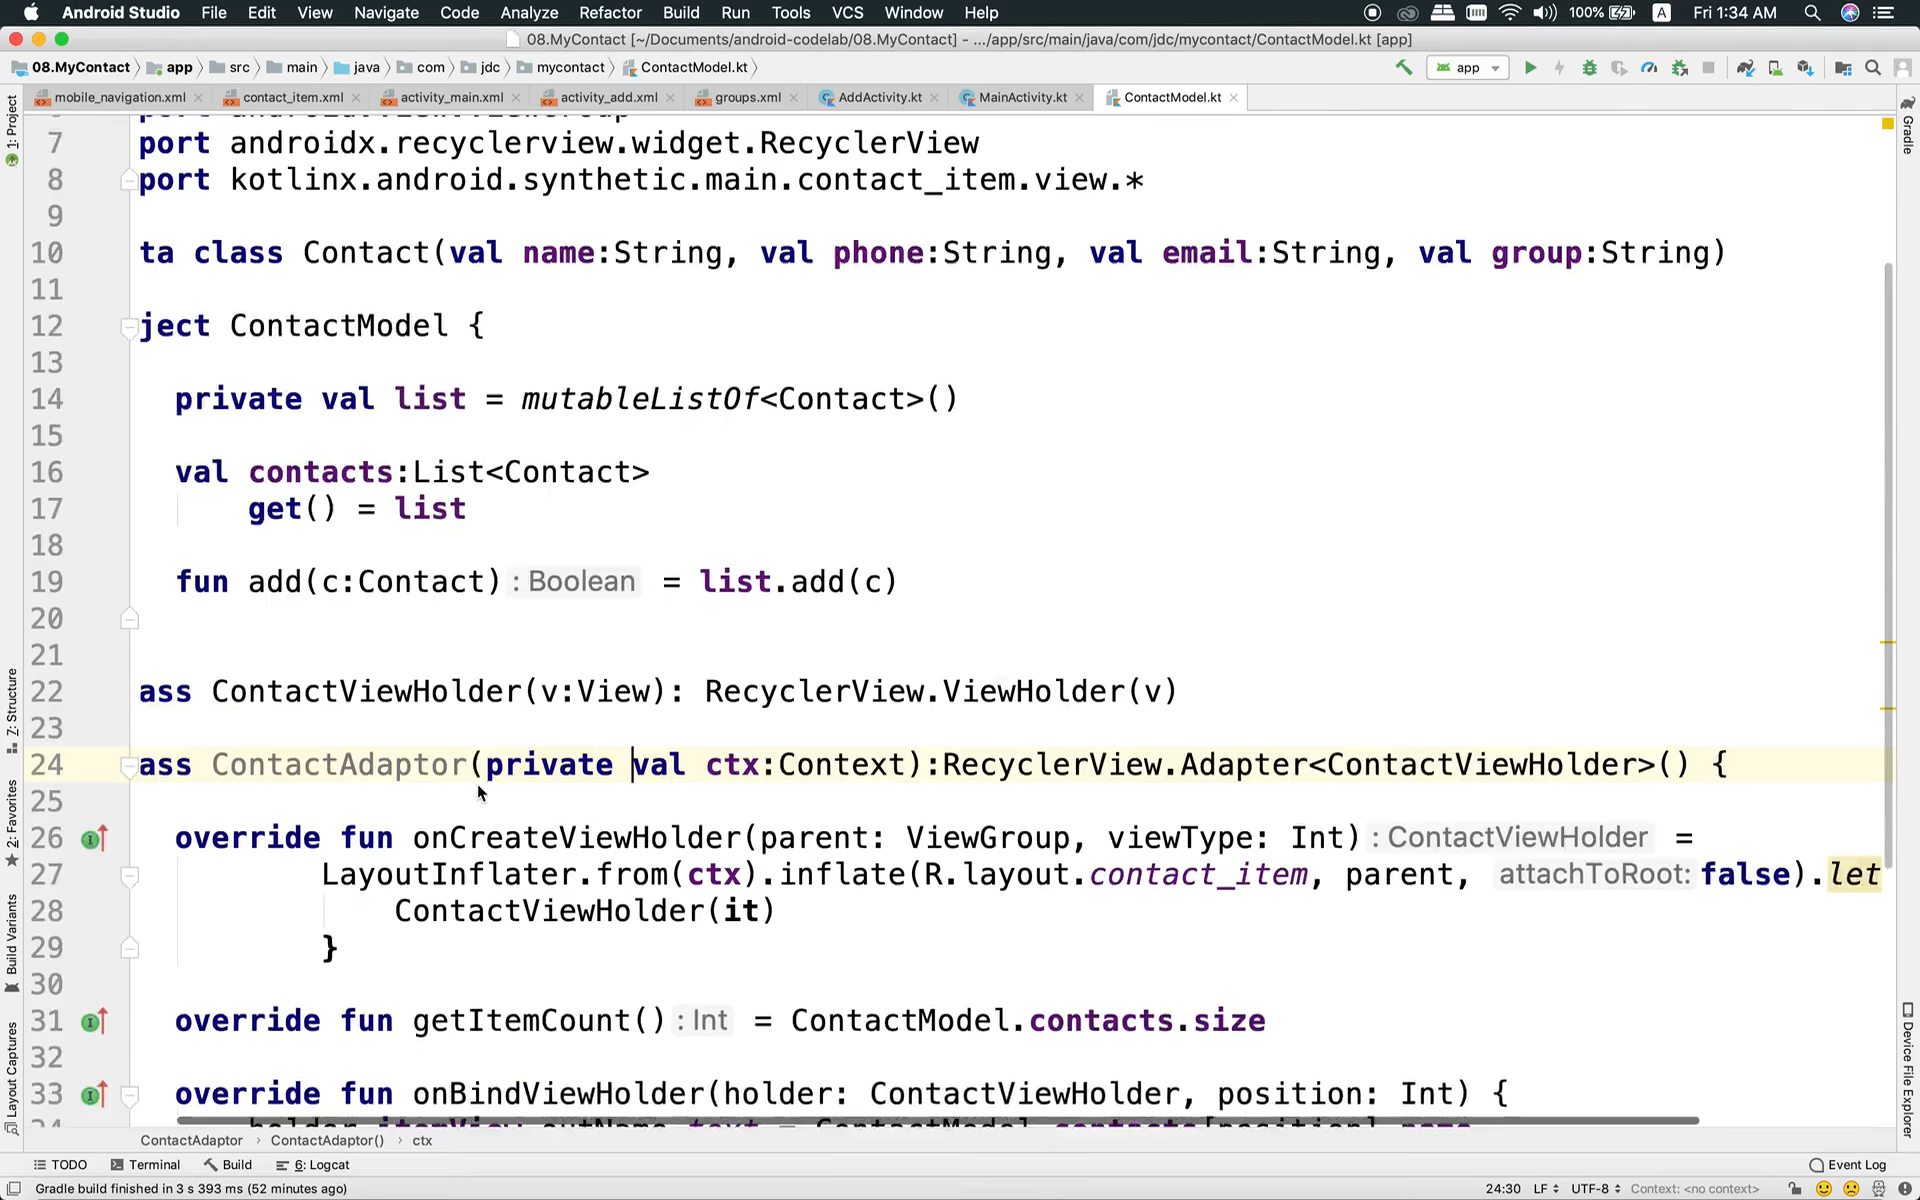 Android Studio File Edit View Navigate Code Analyze Refactor Build Run Tools VCS Window Help 100% A Fri 1:34 AM
08.MyContact [~/Documents/android-codelab/08.MyContact] - .../app/src/main/java/com/jdc/mycontact/ContactModel.kt [app]
08.MyContact app src main java com jdc mycontact ContactModel.kt app
mobile_navigation.xml contact_item.xml activity_main.xml activity_add.xml groups.xml AddActivity.kt MainActivity.kt ContactModel.kt
7 port androidx.recyclerview.widget.RecyclerView
8 port kotlinx.android.synthetic.main.contact_item.view.*
9
10 ta class Contact(val name:String, val phone:String, val email:String, val group:String)
11
12 ject ContactModel {
13
14 private val list = mutableListOf<Contact>()
15
16 val contacts:List<Contact>
17 get() = list
18
19 fun add(c:Contact) : Boolean = list.add(c)
20
21
22 ass ContactViewHolder(v:View): RecyclerView.ViewHolder(v)
23
24 ass ContactAdaptor(private val ctx:Context):RecyclerView.Adapter<ContactViewHolder>() {
25
26 override fun onCreateViewHolder(parent: ViewGroup, viewType: Int) : ContactViewHolder =
27 LayoutInflater.from(ctx).inflate(R.layout.contact_item, parent, attachToRoot: false).let
28 ContactViewHolder(it)
29 }
30
31 override fun getItemCount() : Int = ContactModel.contacts.size
32
33 override fun onBindViewHolder(holder: ContactViewHolder, position: Int) {
ContactAdaptor › ContactAdaptor() › ctx
TODO Terminal Build 6: Logcat Event Log
Gradle build finished in 3 s 393 ms (52 minutes ago) 24:30 LF UTF-8 Context: <no context>
1: Project
Z: Structure
2: Favorites
Build Variants
Layout Captures
Gradle
Device File Explorer